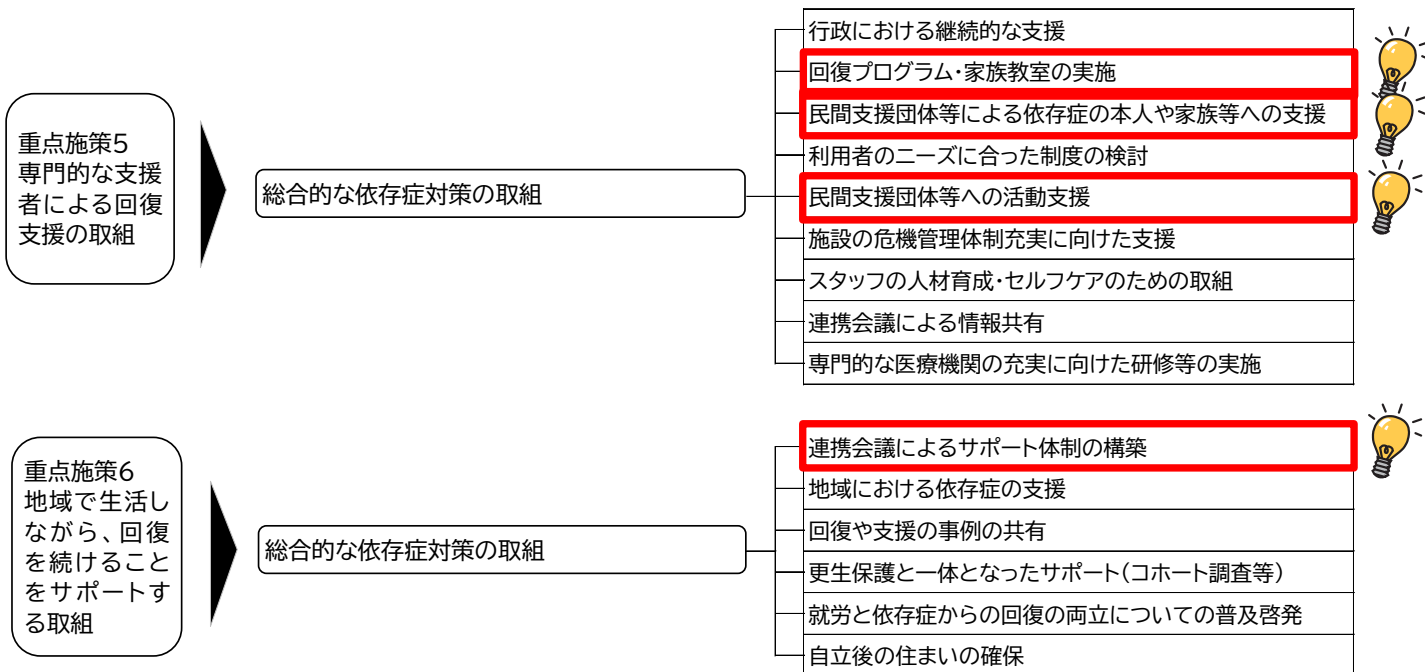 重点施策5
専門的な支援
者による回復
支援の取組
総合的な依存症対策の取組
行政における継続的な支援
回復プログラム・家族教室の実施
民間支援団体等による依存症の本人や家族等への支援
利用者のニーズに合った制度の検討
民間支援団体等への活動支援
施設の危機管理体制充実に向けた支援
スタッフの人材育成・セルフケアのための取組
連携会議による情報共有
専門的な医療機関の充実に向けた研修等の実施
重点施策6
地域で生活し
ながら、回復
を続けること
をサポートす
る取組
総合的な依存症対策の取組
連携会議によるサポート体制の構築
地域における依存症の支援
回復や支援の事例の共有
更生保護と一体となったサポート(コホート調査等)
就労と依存症からの回復の両立についての普及啓発
自立後の住まいの確保